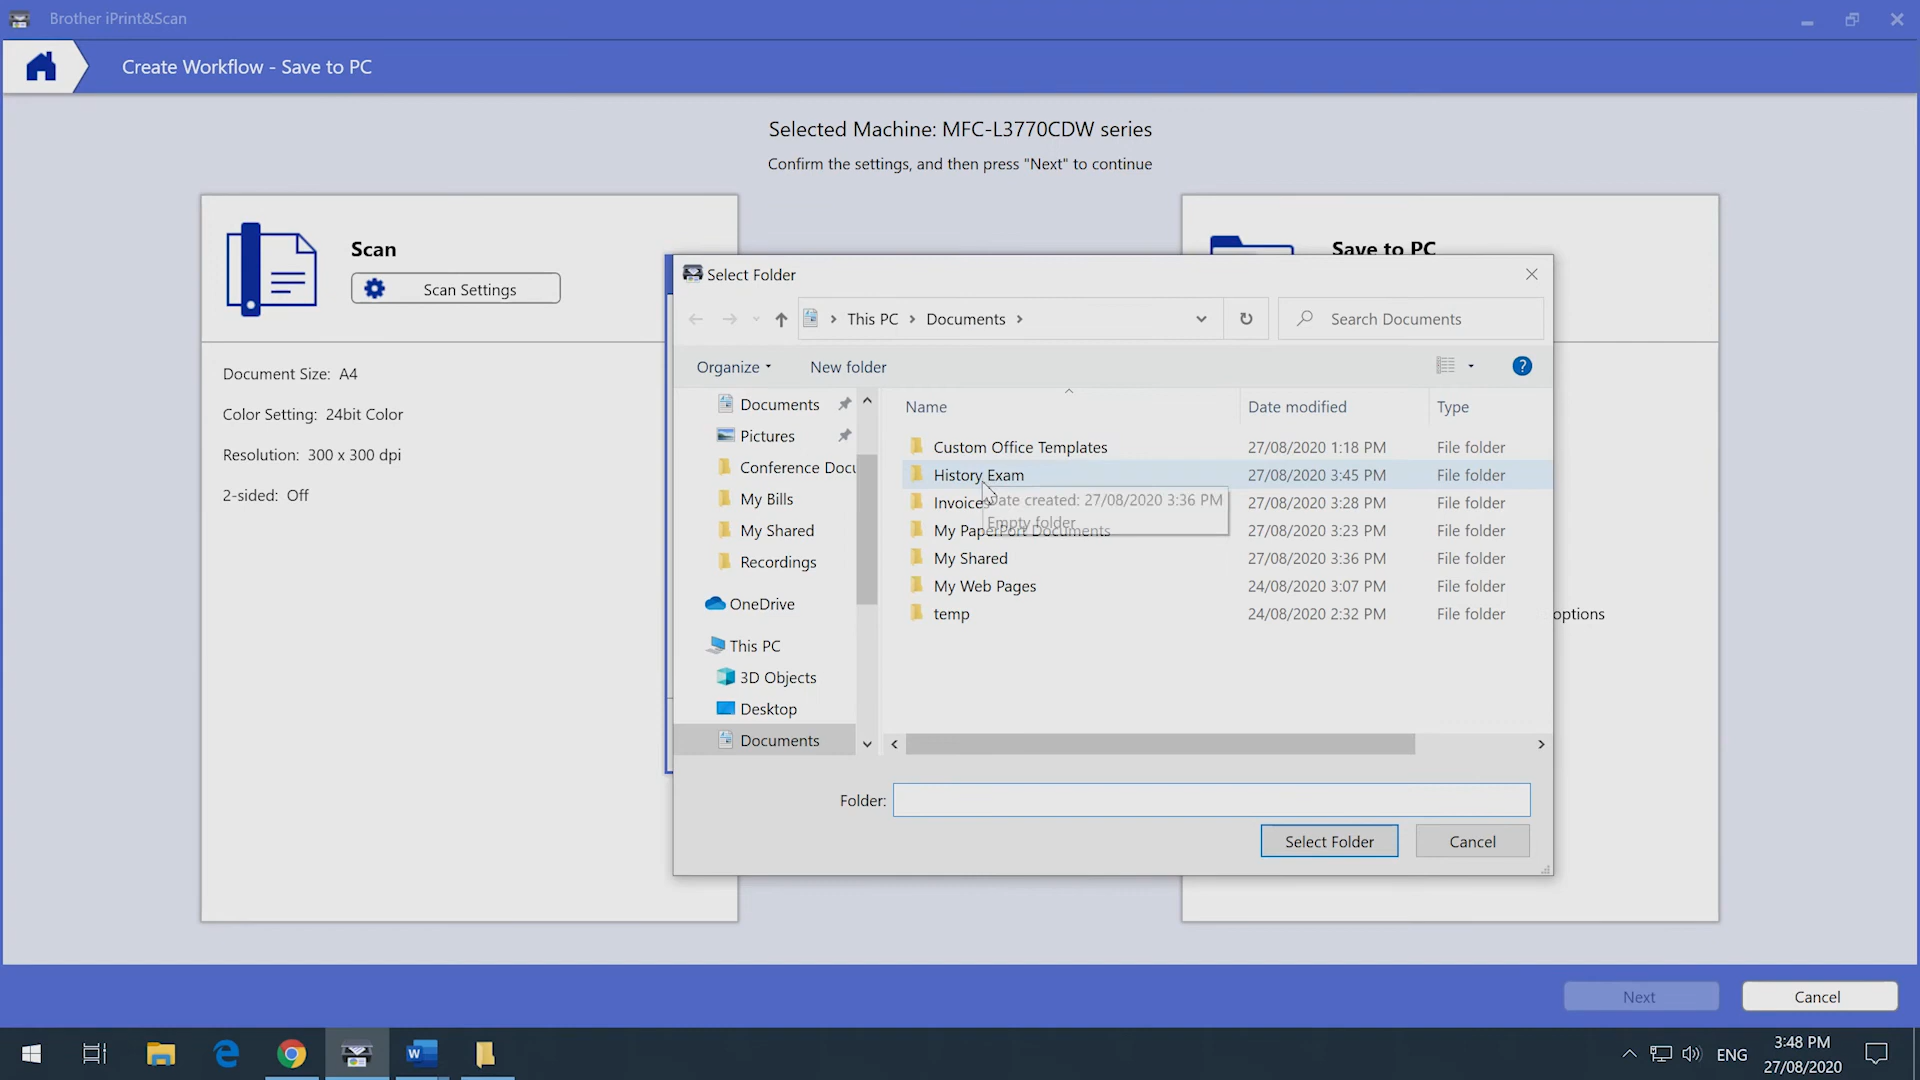 Brother iPrint&Scan
Create Workflow - Save to PC
Selected Machine: MFC-L3770CDW series
Confirm the settings, and then press "Next" to continue
Scan
Scan Settings
Document Size: A4
Color Setting: 24bit Color
Resolution: 300 x 300 dpi
2-sided: Off
Save to PC
options
Select Folder
This PC
Documents
Search Documents
Organize
New folder
?
Documents
Pictures
Conference Docu
My Bills
My Shared
Recordings
OneDrive
This PC
3D Objects
Desktop
Documents
Name Date modified Type
Custom Office Templates 27/08/2020 1:18 PM File folder
History Exam 27/08/2020 3:45 PM File folder
Invoices 27/08/2020 3:28 PM File folder
Date created: 27/08/2020 3:36 PM
Empty folder
My PaperPort Documents 27/08/2020 3:23 PM File folder
My Shared 27/08/2020 3:36 PM File folder
My Web Pages 24/08/2020 3:07 PM File folder
temp 24/08/2020 2:32 PM File folder
Folder:
Select Folder
Cancel
Next
Cancel
W
ENG
3:48 PM
27/08/2020